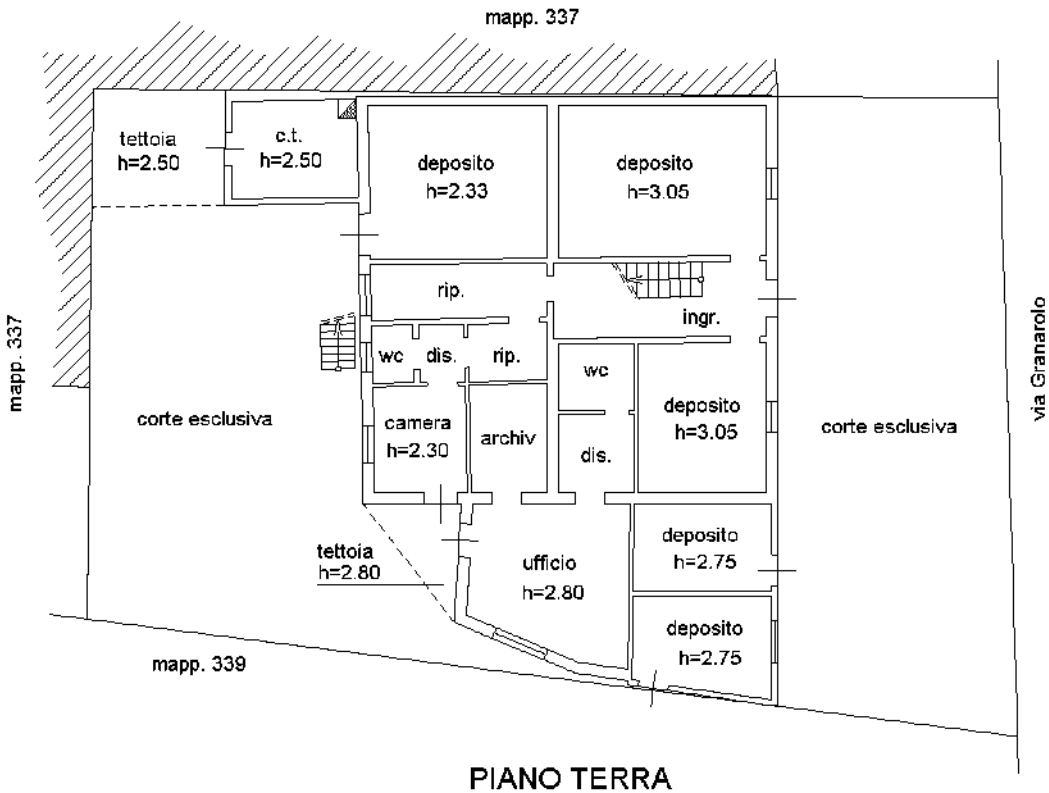 mapp. 337
tettoia
h=2.50
c.t.
h=2.50
deposito
h=2.33
deposito
h=3.05
rip.
ingr.
wc
dis.
rip.
wc
mapp. 337
via Granarolo
corte esclusiva
camera
h=2.30
archiv
dis.
deposito
h=3.05
corte esclusiva
tettoia
h=2.80
ufficio
h=2.80
deposito
h=2.75
deposito
h=2.75
mapp. 339
PIANO TERRA